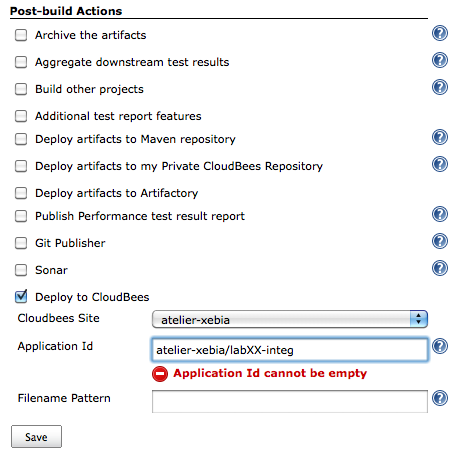 Post-build Actions
Archive the artifacts
Aggregate downstream test results
Build other projects
Additional test report features
Deploy artifacts to Maven repository
Deploy artifacts to my Private CloudBees Repository
Deploy artifacts to Artifactory
Publish Performance test result report
Git Publisher
Sonar
Deploy to CloudBees
Cloudbees Site atelier-xebia
Application Id atelier-xebia/labXX-integ
Application Id cannot be empty
Filename Pattern
Save